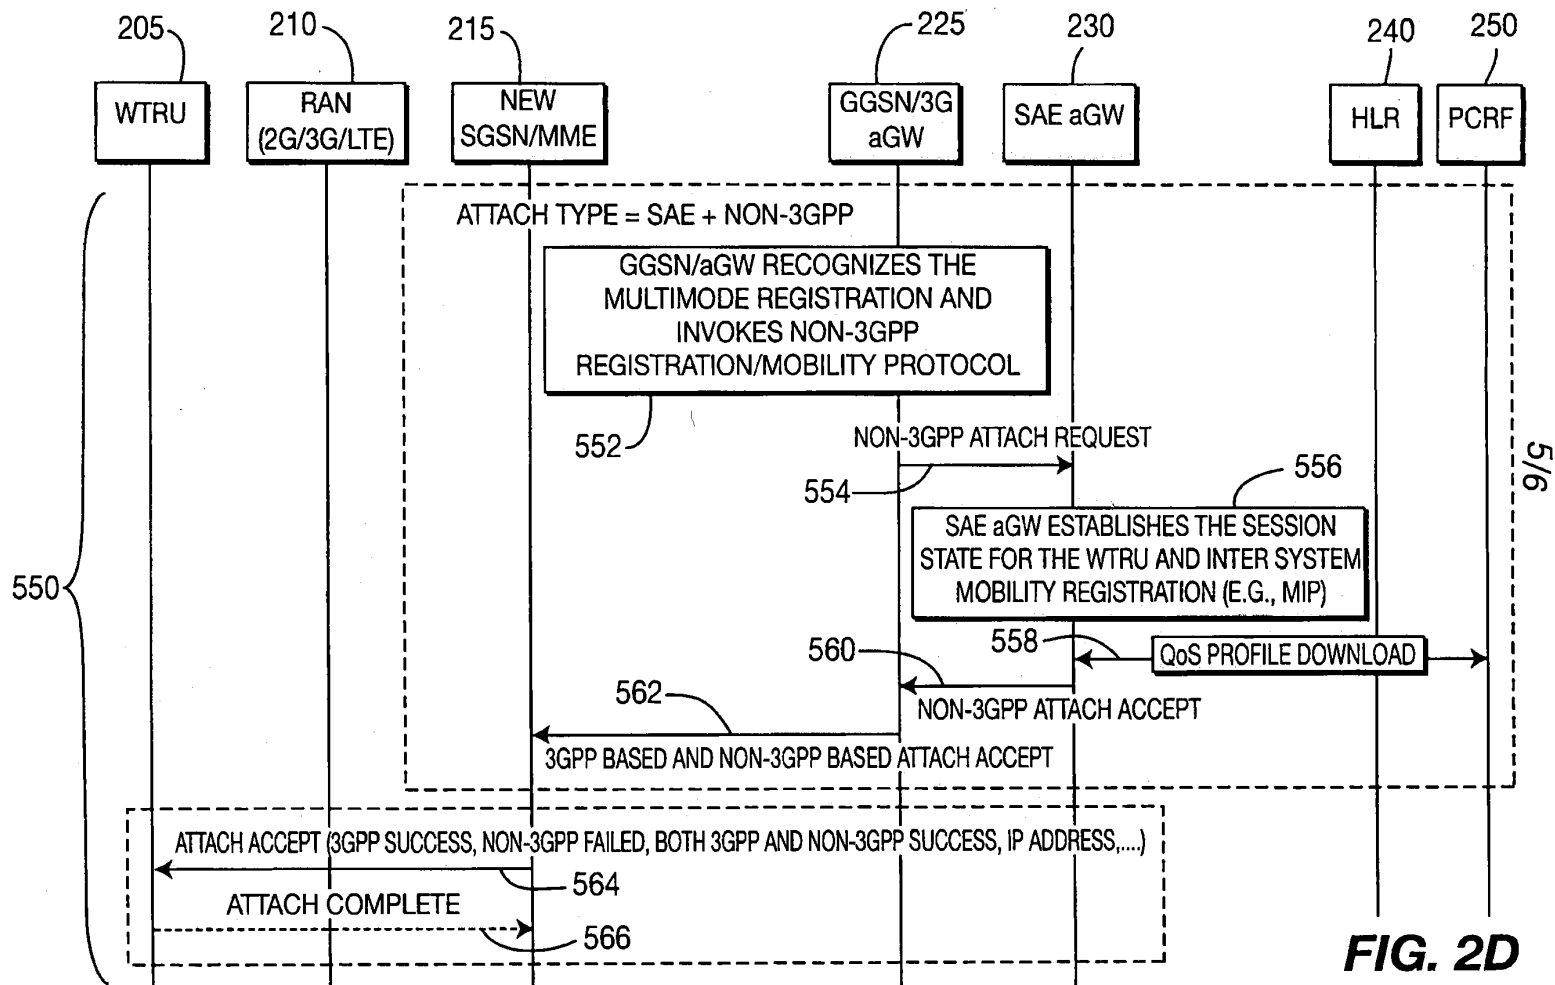 205
210
215
225
230
240
250
WTRU
RAN
(2G/3G/LTE)
NEW
SGSN/MME
GGSN/3G
aGW
SAE aGW
HLR
PCRF
ATTACH TYPE = SAE + NON-3GPP
GGSN/aGW RECOGNIZES THE
MULTIMODE REGISTRATION AND
INVOKES NON-3GPP
REGISTRATION/MOBILITY PROTOCOL
552
NON-3GPP ATTACH REQUEST
554
556
5/6
SAE aGW ESTABLISHES THE SESSION
STATE FOR THE WTRU AND INTER SYSTEM
MOBILITY REGISTRATION (E.G., MIP)
550
558
QoS PROFILE DOWNLOAD
560
NON-3GPP ATTACH ACCEPT
562
3GPP BASED AND NON-3GPP BASED ATTACH ACCEPT
ATTACH ACCEPT (3GPP SUCCESS, NON-3GPP FAILED, BOTH 3GPP AND NON-3GPP SUCCESS, IP ADDRESS,....)
564
ATTACH COMPLETE
566
FIG. 2D